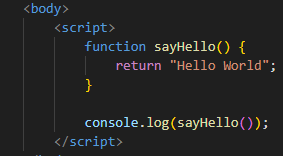 <body>
<script>
function sayHello() {
return "Hello World";
}
console.log(sayHello());
</script>